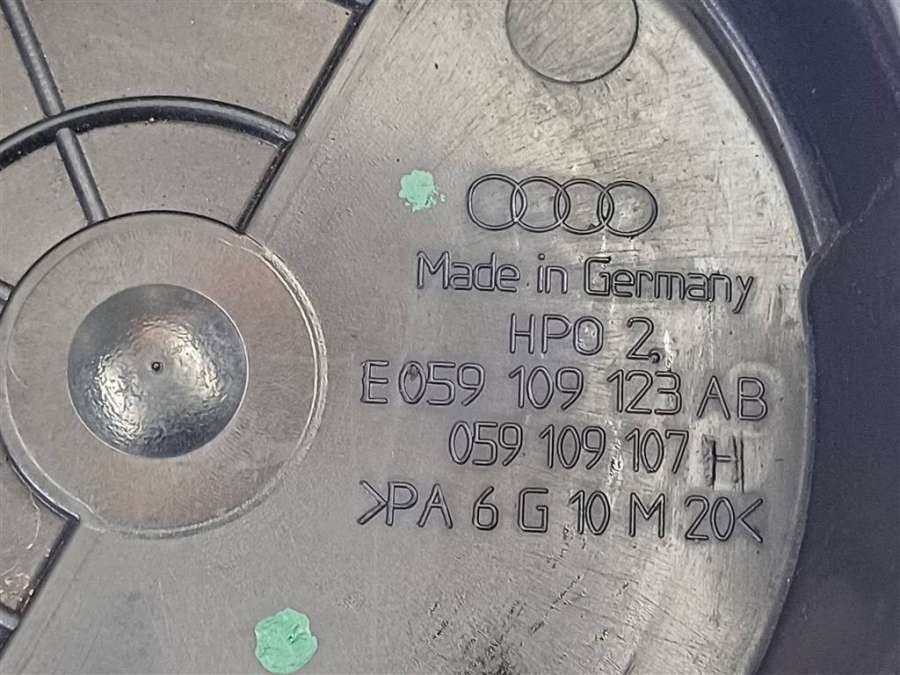 Made in Germany
HPO 2.
E 059 109 123 AB
059 109 107 H
>PA 6 G 10 M 20<